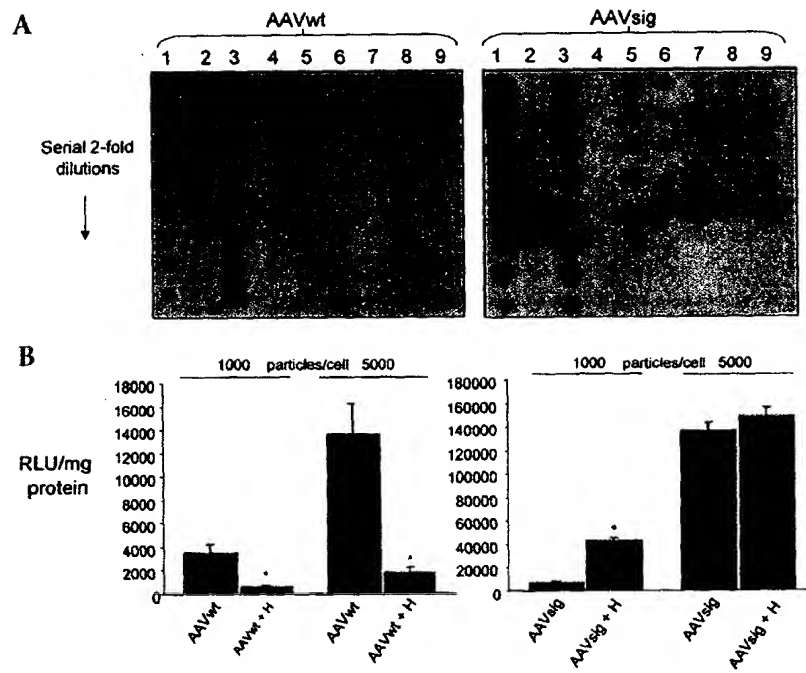 A
AAVwt
AAVsig
1 2 3 4 5 6 7 8 9
1 2 3 4 5 6 7 8 9
Serial 2-fold
dilutions
B
1000 particles/cell 5000
1000 particles/cell 5000
RLU/mg
protein
18000
16000
14000
12000
10000
8000
6000
4000
2000
0
AAVwt
AAVwt + H
*
AAVwt
AAVwt + H
*
180000
160000
140000
120000
100000
80000
60000
40000
20000
0
AAVsig
AAVsig + H
*
AAVsig
AAVsig + H